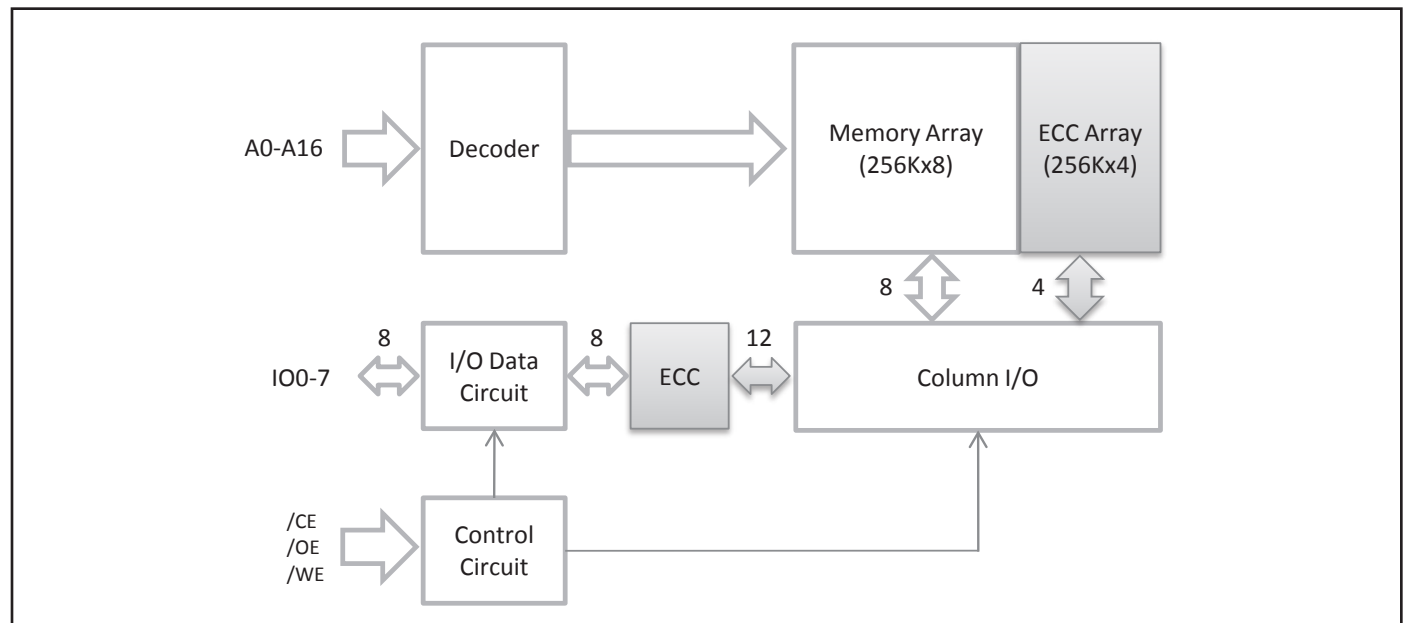 A0-A16
Decoder
Memory Array
(256Kx8)
ECC Array
(256Kx4)
8
4
IO0-7
8
I/O Data
Circuit
8
ECC
12
Column I/O
/CE
/OE
/WE
Control
Circuit